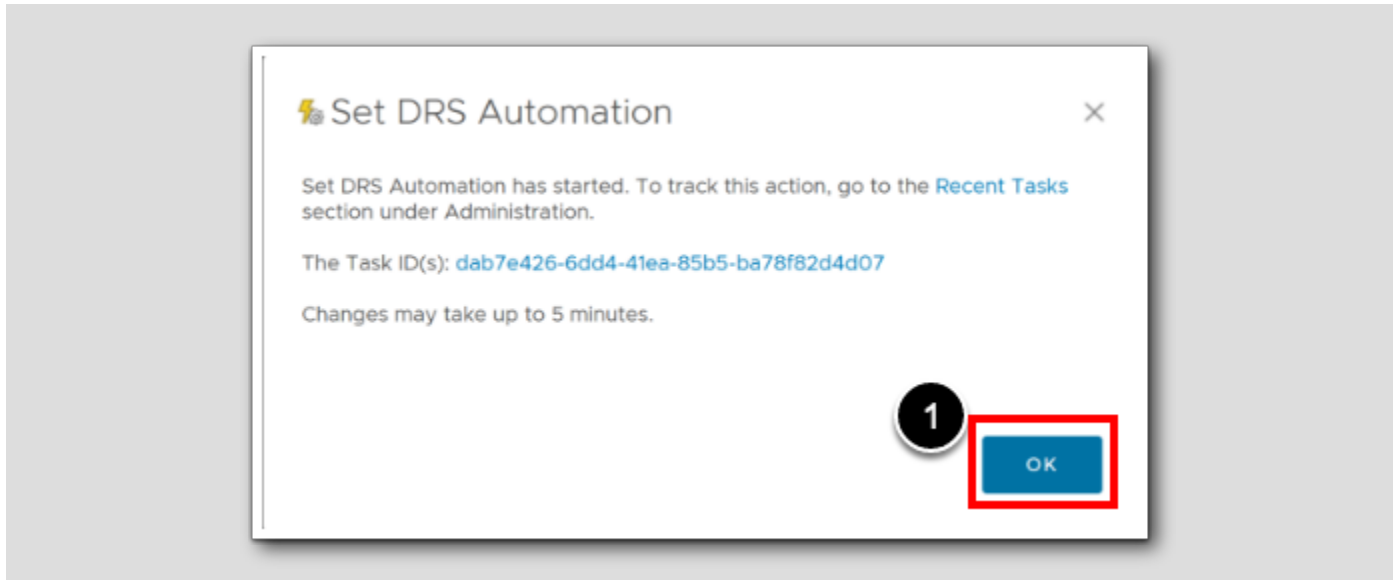 Set DRS Automation
Set DRS Automation has started. To track this action, go to the Recent Tasks
section under Administration.
The Task ID(s): dab7e426-6dd4-41ea-85b5-ba78f82d4d07
Changes may take up to 5 minutes.
1
OK